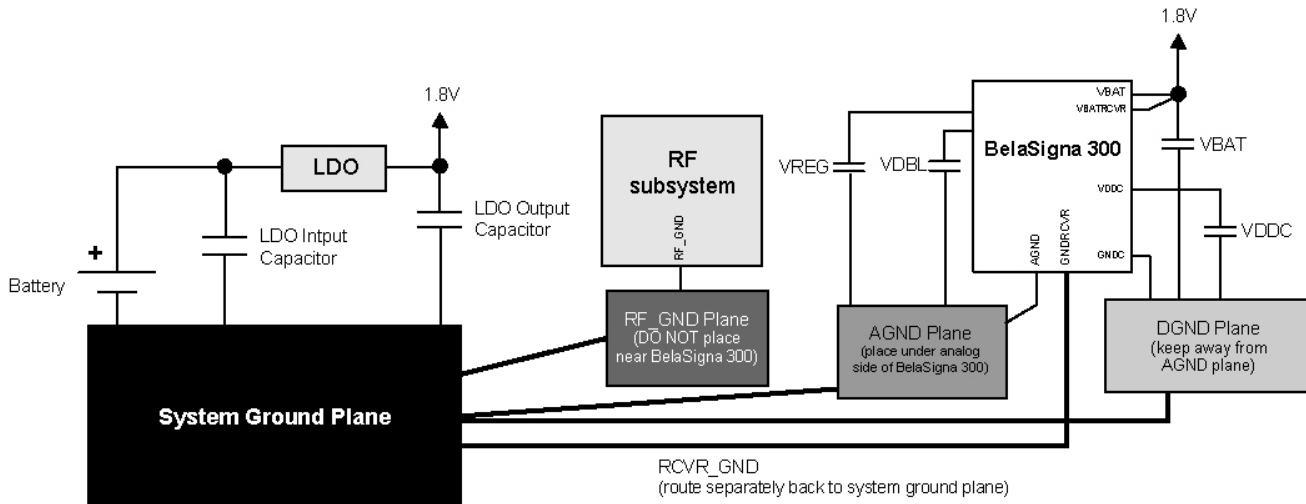 1.8V
LDO
1.8V
LDO Output
Capacitor
LDO Intput
Capacitor
+
Battery
System Ground Plane
RF
subsystem
RF_GND
RF_GND Plane
(DO NOT place
near BelaSigna 300)
VREG
VDBL
BelaSigna 300
VBAT
VBATRCVR
VDDC
GNDC
AGND
GNDRCVR
VBAT
VDDC
AGND Plane
(place under analog
side of BelaSigna 300)
DGND Plane
(keep away from
AGND plane)
RCVR_GND
(route separately back to system ground plane)